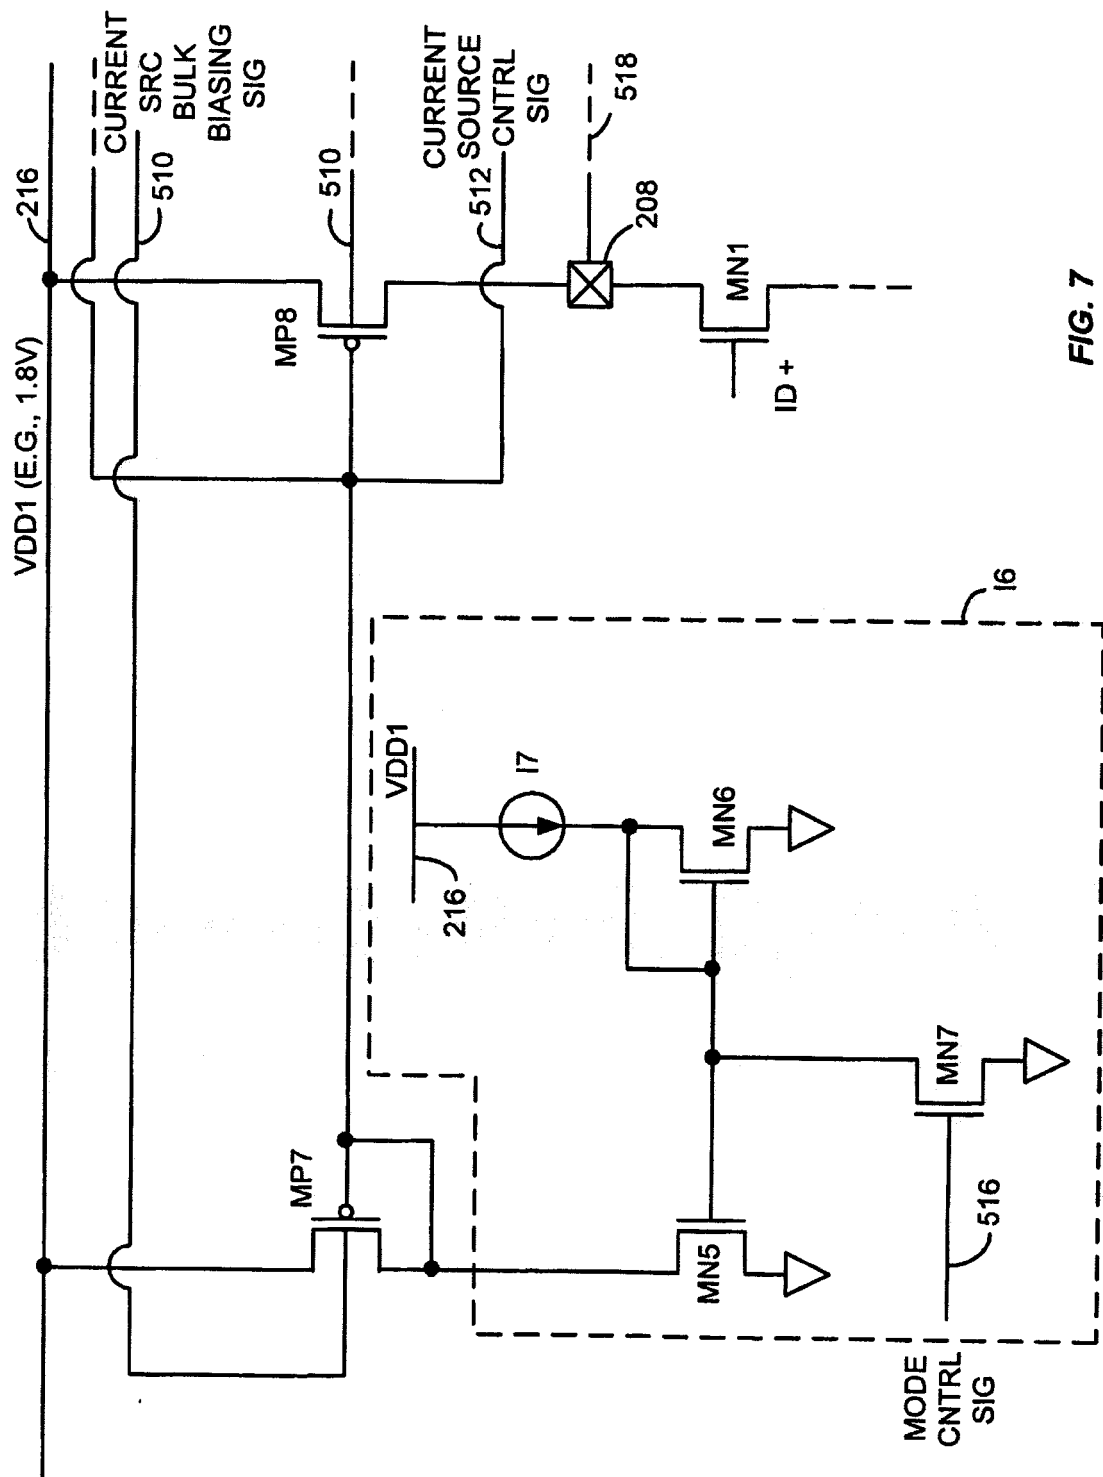 VDD1 (E.G., 1.8V)
216
CURRENT
SRC
BULK
BIASING
SIG
510
MP8
510
CURRENT
SOURCE
CNTRL
SIG
512
518
208
MN1
ID +
MP7
VDD1
216
I7
I6
MN6
MN5
MN7
516
MODE
CNTRL
SIG
FIG. 7